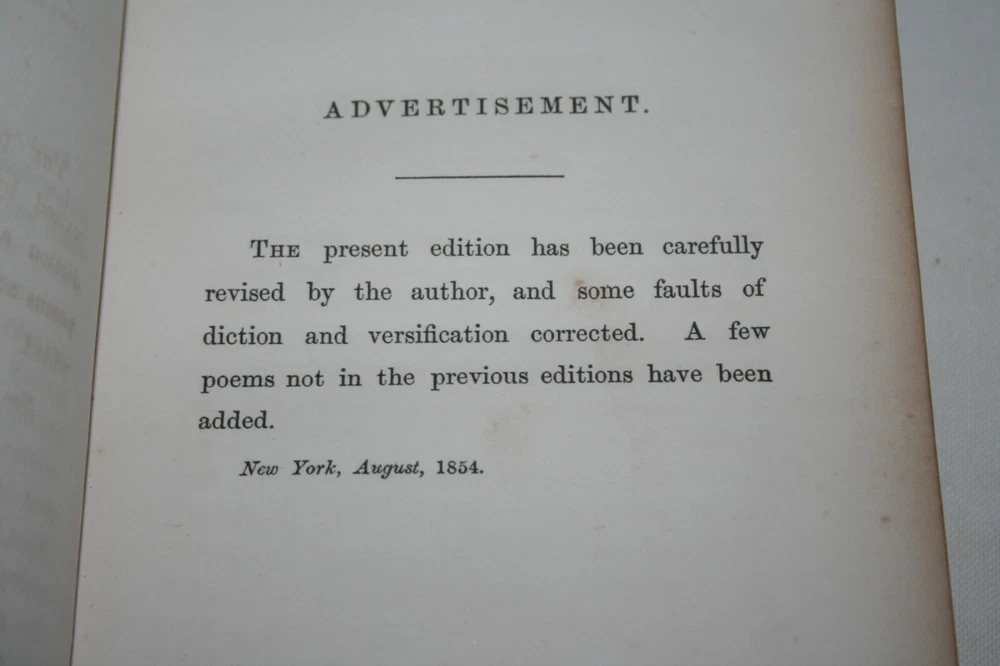 ADVERTISEMENT.
THE present edition has been carefully
revised by the author, and some faults of
diction and versification corrected. A few
poems not in the previous editions have been
added.
New York, August, 1854.